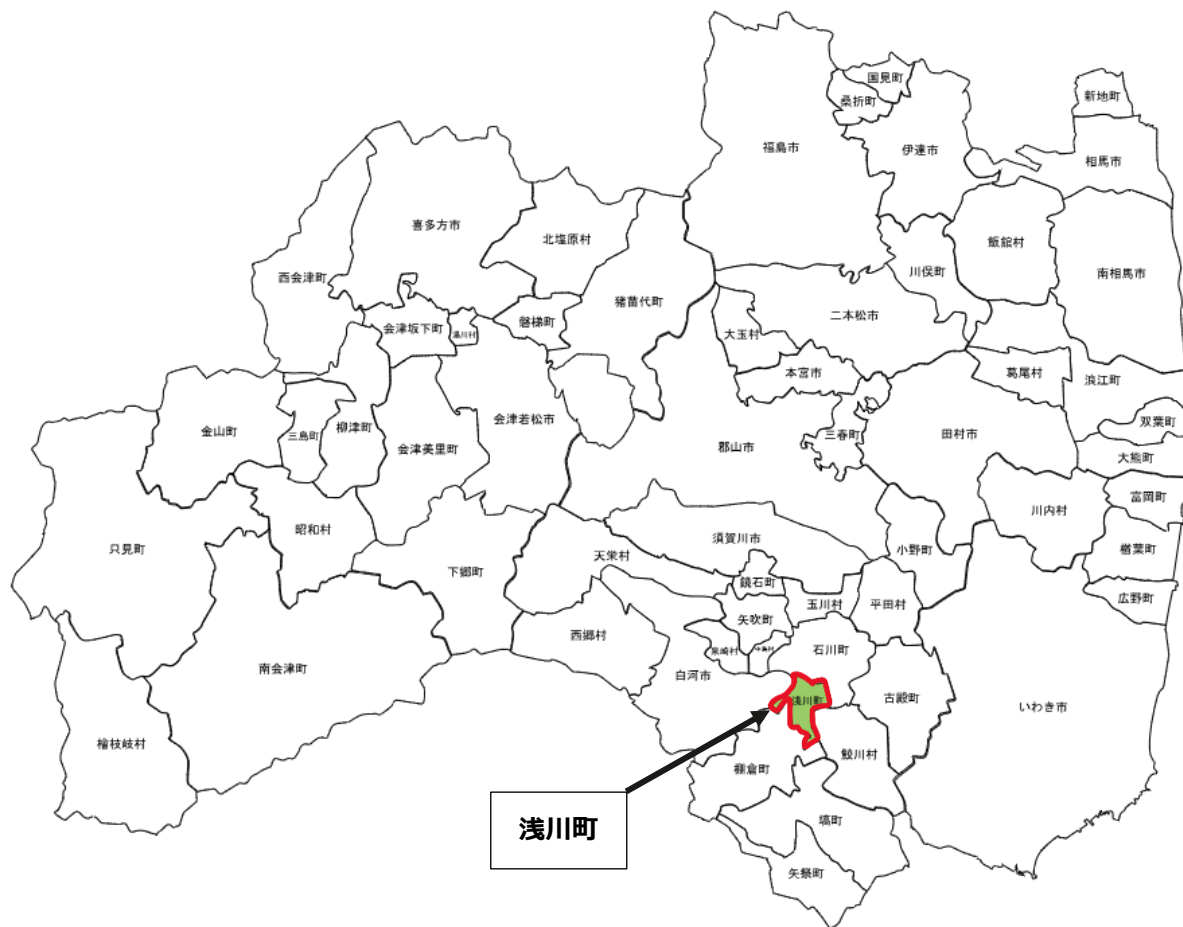 国見町
桑折町
新地町
福島市
伊達市
相馬市
喜多方市
北塩原村
飯舘村
川俣町
南相馬市
西会津町
猪苗代町
二本松市
会津坂下町
湯川村
磐梯町
大玉村
本宮市
葛尾村
浪江町
双葉町
金山町
三島町
柳津町
会津美里町
会津若松市
郡山市
三春町
田村市
大熊町
富岡町
川内村
只見町
昭和村
下郷町
天栄村
須賀川市
小野町
楢葉町
鏡石町
玉川村
平田村
広野町
矢吹町
西郷村
泉崎村
中島村
石川町
南会津町
白河市
浅川町
古殿町
いわき市
檜枝岐村
棚倉町
鮫川村
浅川町
塙町
矢祭町